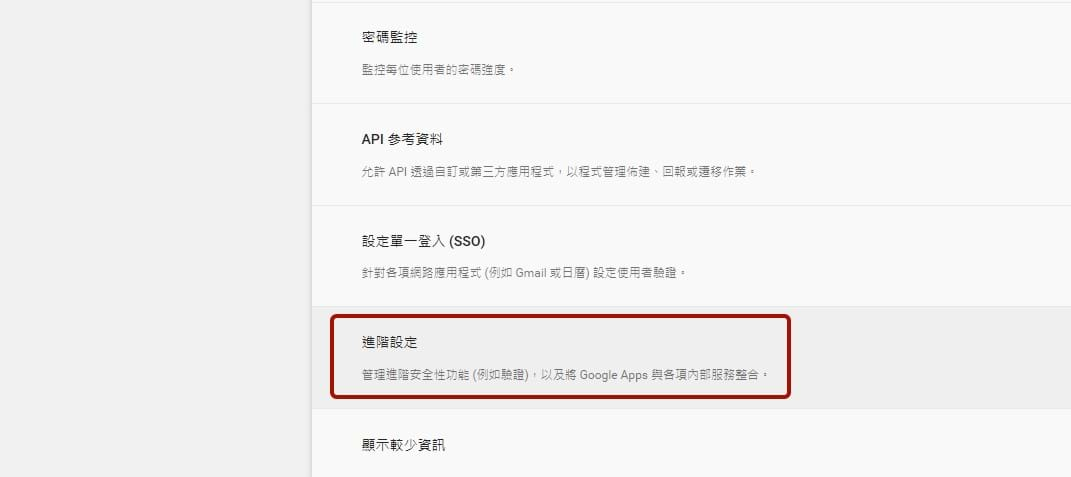 密碼監控
監控每位使用者的密碼強度。
API 參考資料
允許 API 透過自訂或第三方應用程式，以程式管理佈建、回報或遷移作業。
設定單一登入 (SSO)
針對各項網路應用程式 (例如 Gmail 或日曆) 設定使用者驗證。
進階設定
管理進階安全性功能 (例如驗證)，以及將 Google Apps 與各項內部服務整合。
顯示較少資訊